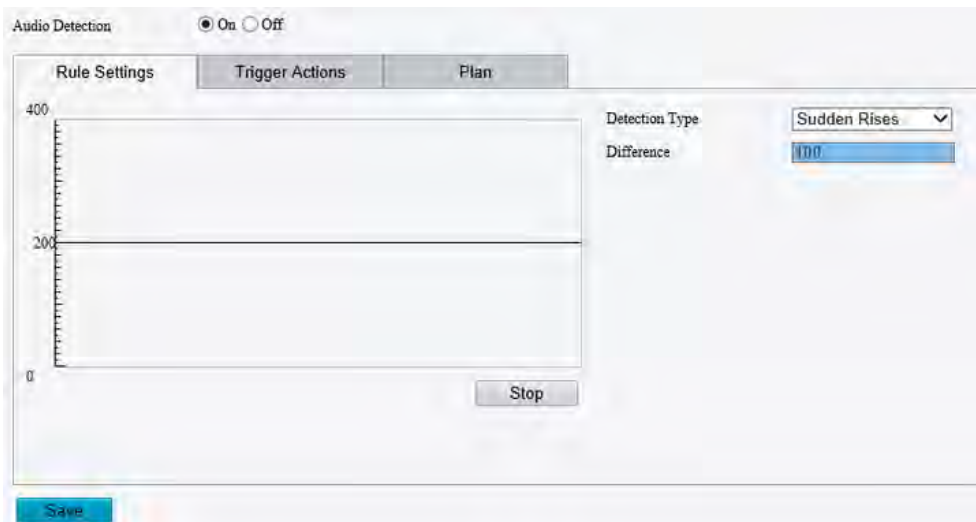 Audio Detection On Off
Rule Settings Trigger Actions Plan
400
Detection Type Sudden Rises
Difference 100
200
0
Stop
Save